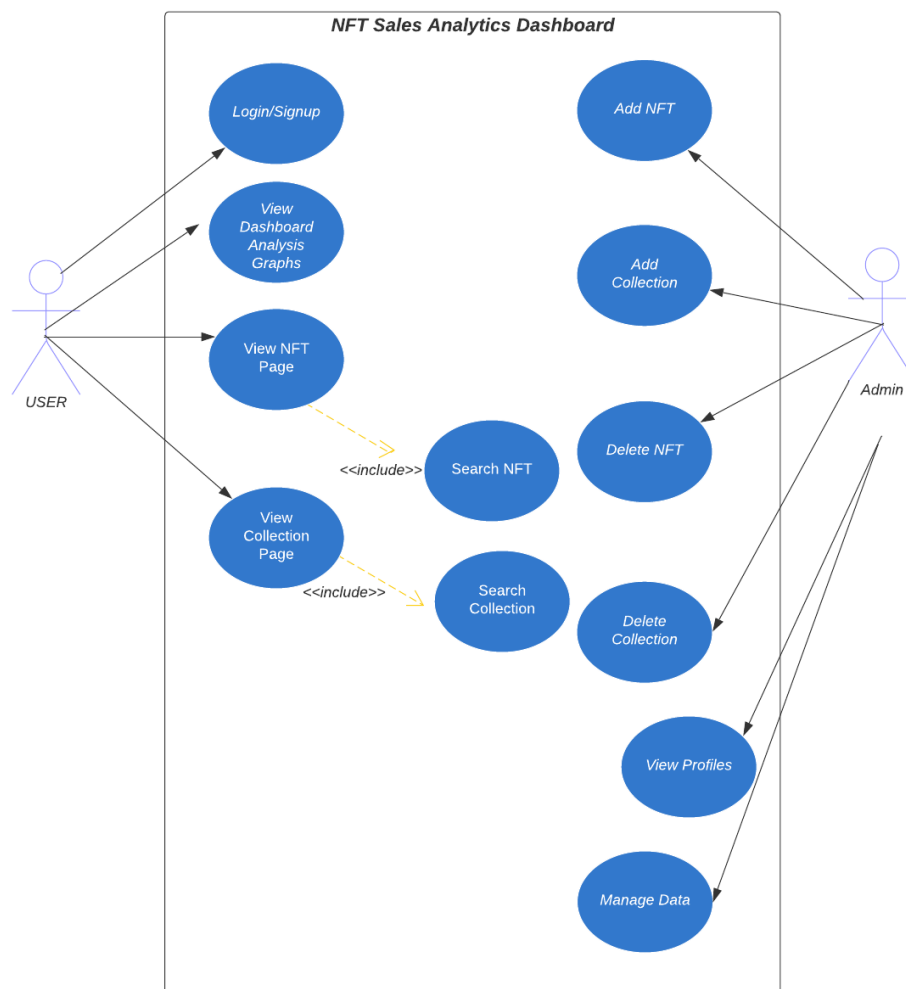 NFT Sales Analytics Dashboard
Login/Signup
View
Dashboard
Analysis
Graphs
View NFT
Page
<<include>>
Search NFT
View
Collection
Page
<<include>>
Search
Collection
USER
Add NFT
Add
Collection
Delete NFT
Delete
Collection
View Profiles
Manage Data
Admin